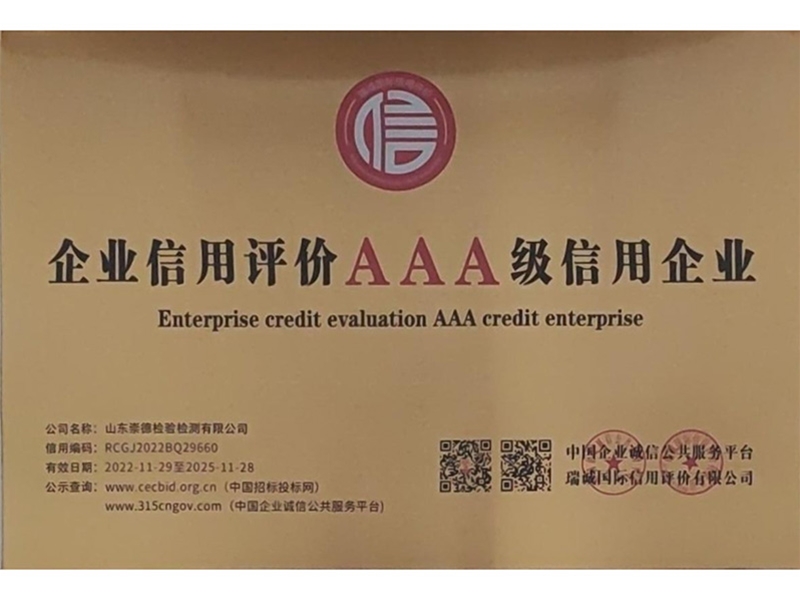 信
企业信用评价AAA级信用企业
Enterprise credit evaluation AAA credit enterprise
公司名称：山东崇德检验检测有限公司
信用编码：RCGJ2022BQ29660
有效日期：2022-11-29至2025-11-28
公示查询：www.cecbid.org.cn（中国招标投标网）
www.315cngov.com（中国企业诚信公共服务平台）
中国企业诚信公共服务平台
瑞诚国际信用评价有限公司